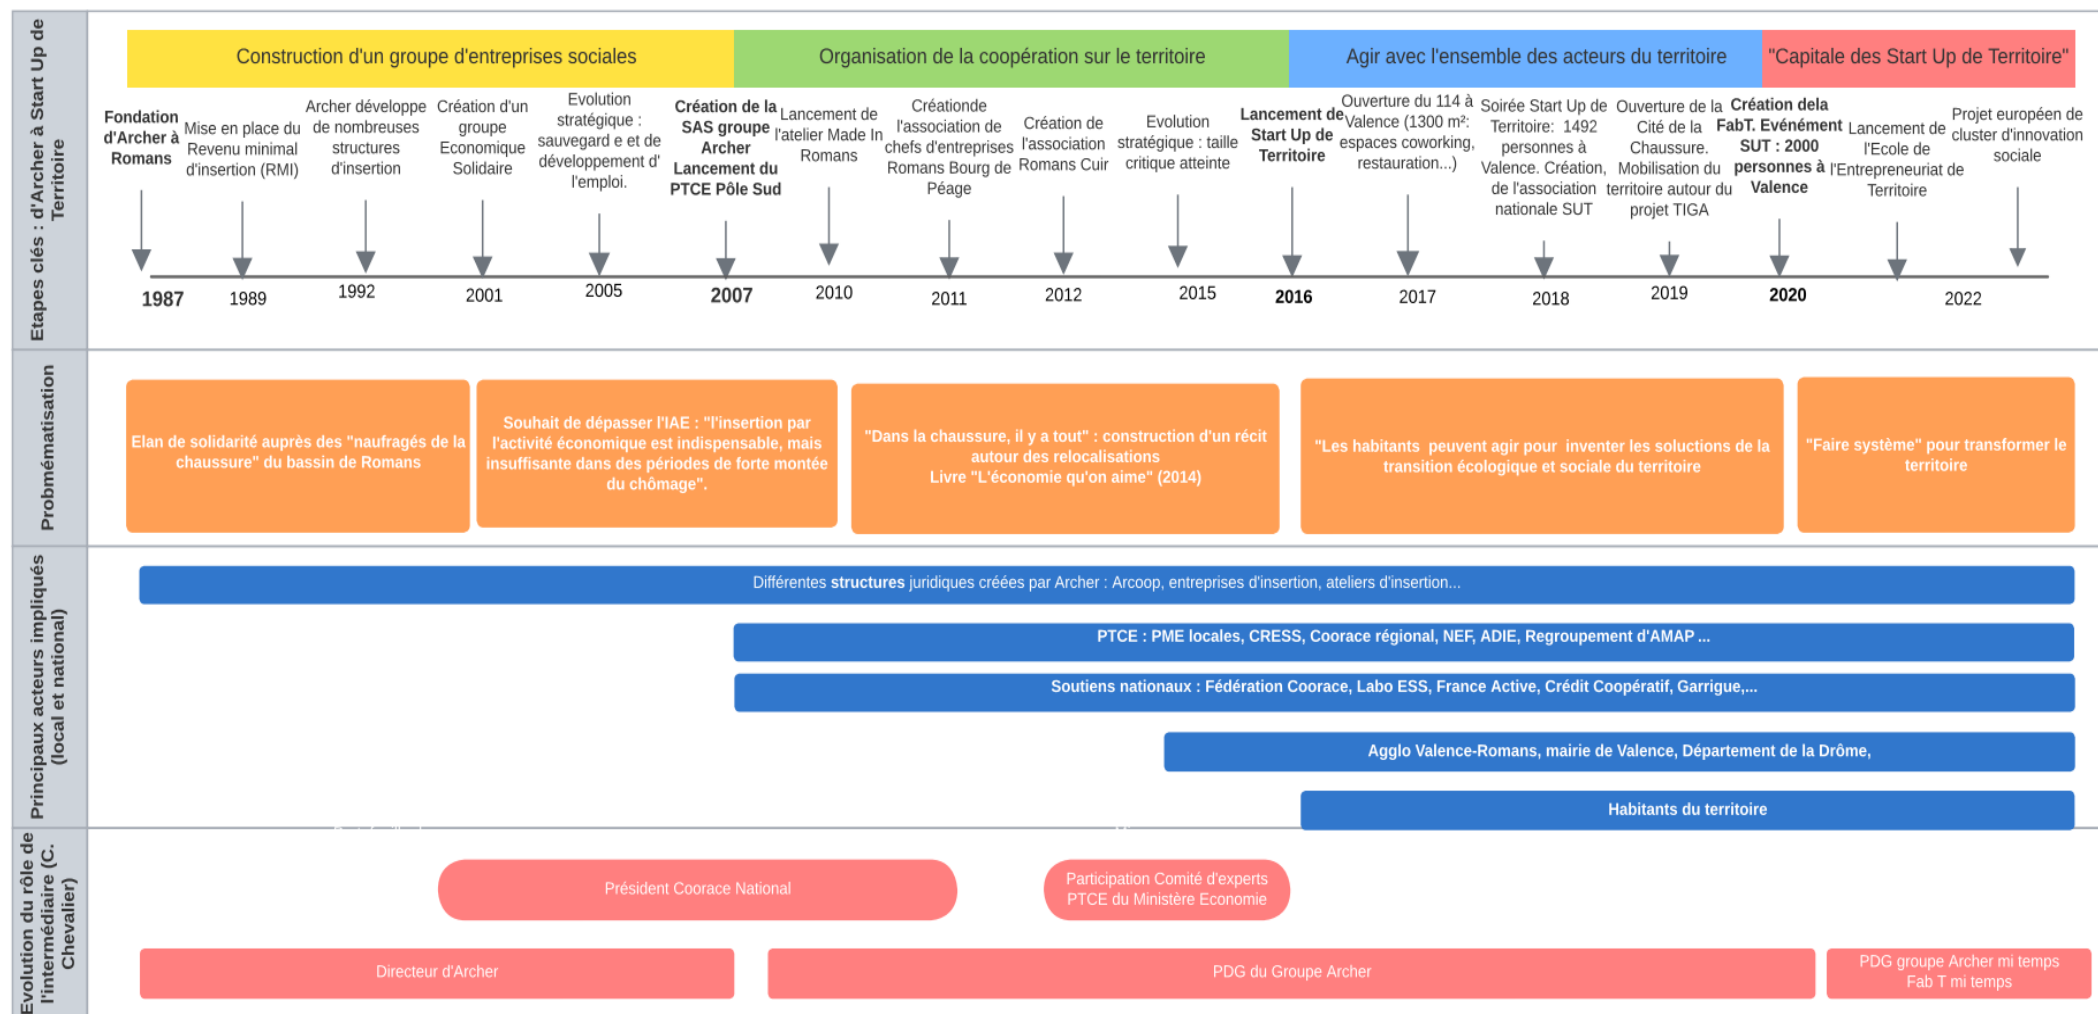 Etapes clés : d'Archer à Start Up de
Territoire
Construction d'un groupe d'entreprises sociales
Organisation de la coopération sur le territoire
Agir avec l'ensemble des acteurs du territoire
"Capitale des Start Up de Territoire"
Fondation
d'Archer à
Romans
Mise en place du
Revenu minimal
d'insertion (RMI)
Archer développe
de nombreuses
structures
d'insertion
Création d'un
groupe
Economique
Solidaire
Evolution
stratégique :
sauvegard e et de
développement d'
l'emploi.
Création de la
SAS groupe
Archer
Lancement du
PTCE Pôle Sud
Lancement de
l'atelier Made In
Romans
Créationde
l'association de
chefs d'entreprises
Romans Bourg de
Péage
Création de
l'association
Romans Cuir
Evolution
stratégique : taille
critique atteinte
Lancement de
Start Up de
Territoire
Ouverture du 114 à
Valence (1300 m²:
espaces coworking,
restauration...)
Soirée Start Up de
Territoire: 1492
personnes à
Valence. Création,
de l'association
nationale SUT
Ouverture de la
Cité de la
Chaussure.
Mobilisation du
territoire autour du
projet TIGA
Création dela
FabT. Evénément
SUT : 2000
personnes à
Valence
Lancement de
l'Ecole de
l'Entrepreneuriat de
Territoire
Projet européen de
cluster d'innovation
sociale
1987
1989
1992
2001
2005
2007
2010
2011
2012
2015
2016
2017
2018
2019
2020
2022
Probmématisation
Elan de solidarité auprès des "naufragés de la
chaussure" du bassin de Romans
Souhait de dépasser l'IAE : "l'insertion par
l'activité économique est indispensable, mais
insuffisante dans des périodes de forte montée
du chômage".
"Dans la chaussure, il y a tout" : construction d'un récit
autour des relocalisations
Livre "L'économie qu'on aime" (2014)
"Les habitants peuvent agir pour inventer les soluctions de la
transition écologique et sociale du territoire
"Faire système" pour transformer le
territoire
Principaux acteurs impliqués
(local et national)
Différentes structures juridiques créées par Archer : Arcoop, entreprises d'insertion, ateliers d'insertion...
PTCE : PME locales, CRESS, Coorace régional, NEF, ADIE, Regroupement d'AMAP ...
Soutiens nationaux : Fédération Coorace, Labo ESS, France Active, Crédit Coopératif, Garrigue,...
Agglo Valence-Romans, mairie de Valence, Département de la Drôme,
Habitants du territoire
Evolution du rôle de
l'intermédiaire (C.
Chevalier)
Président Coorace National
Participation Comité d'experts
PTCE du Ministère Economie
Directeur d'Archer
PDG du Groupe Archer
PDG groupe Archer mi temps
Fab T mi temps